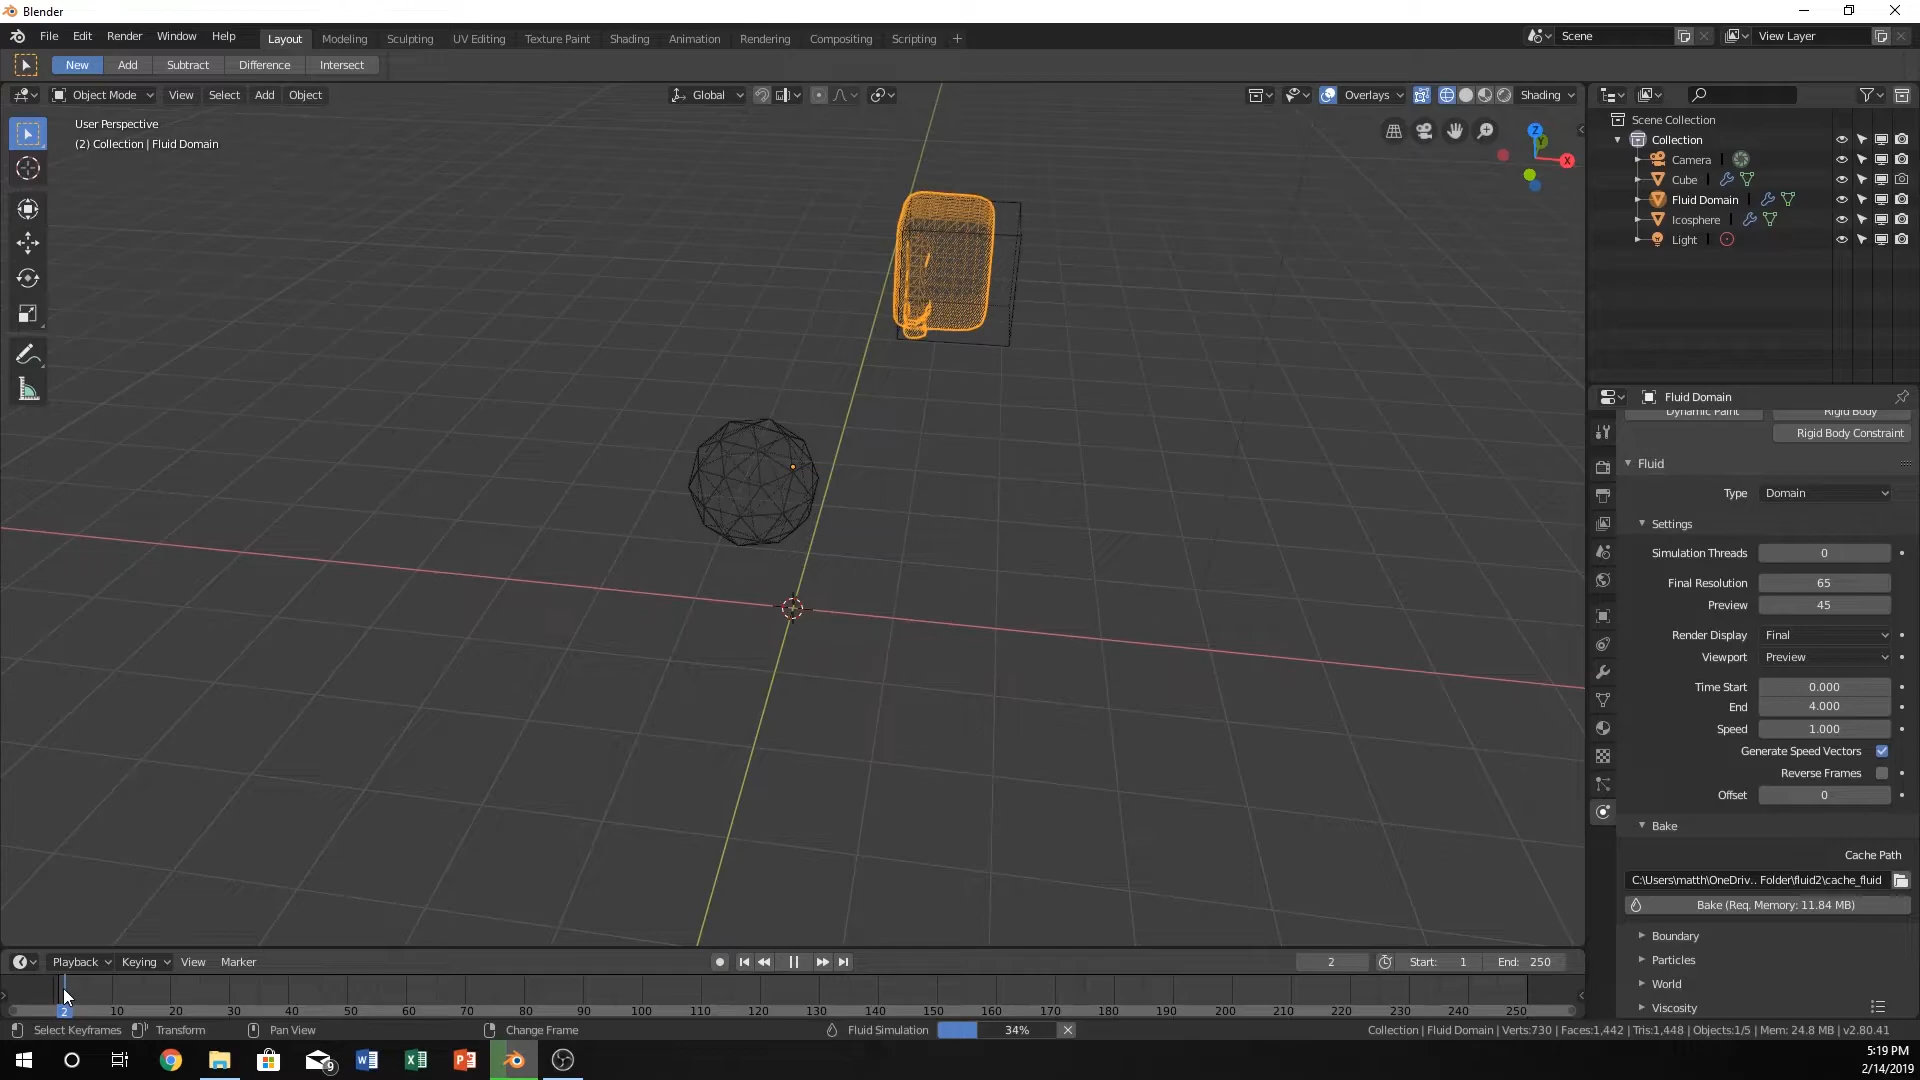 Blender
File Edit Render Window Help
Layout Modeling Sculpting UV Editing Texture Paint Shading Animation Rendering Compositing Scripting +
Scene
View Layer
New Add Subtract Difference Intersect
Object Mode View Select Add Object
Global
Overlays
Shading
User Perspective
(2) Collection | Fluid Domain
Z
Y
X
Scene Collection
Collection
Camera
Cube
Fluid Domain
Icosphere
Light
Fluid Domain
Dynamic Paint Rigid Body
Rigid Body Constraint
Fluid
Type Domain
Settings
Simulation Threads 0
Final Resolution 65
Preview 45
Render Display Final
Viewport Preview
Time Start 0.000
End 4.000
Speed 1.000
Generate Speed Vectors
Reverse Frames
Offset 0
Bake
Cache Path
C:\Users\matth\OneDriv.. Folder\fluid2\cache_fluid
Bake (Req. Memory: 11.84 MB)
Boundary
Particles
World
Viscosity
Playback Keying View Marker
2 Start: 1 End: 250
2 10 20 30 40 50 60 70 80 90 100 110 120 130 140 150 160 170 180 190 200 210 220 230 240 250
Select Keyframes Transform Pan View Change Frame Fluid Simulation 34%
Collection | Fluid Domain | Verts:730 | Faces:1,442 | Tris:1,448 | Objects:1/5 | Mem: 24.8 MB | v2.80.41
9
5:19 PM
2/14/2019